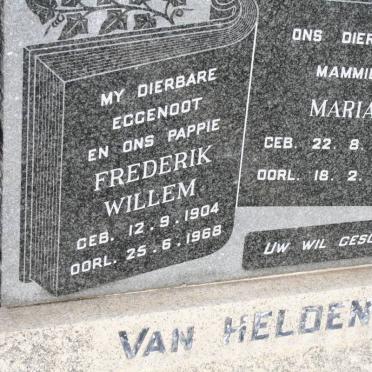 MY DIERBARE
EGGENOOT
EN ONS PAPPIE
FREDERIK
WILLEM
GEB. 12.9.1904
OORL. 25.6.1968
ONS DIER
MAMMIE
MARIA
GEB. 22.8.
OORL. 18.2.
UW WIL GESC
VAN HELDEN